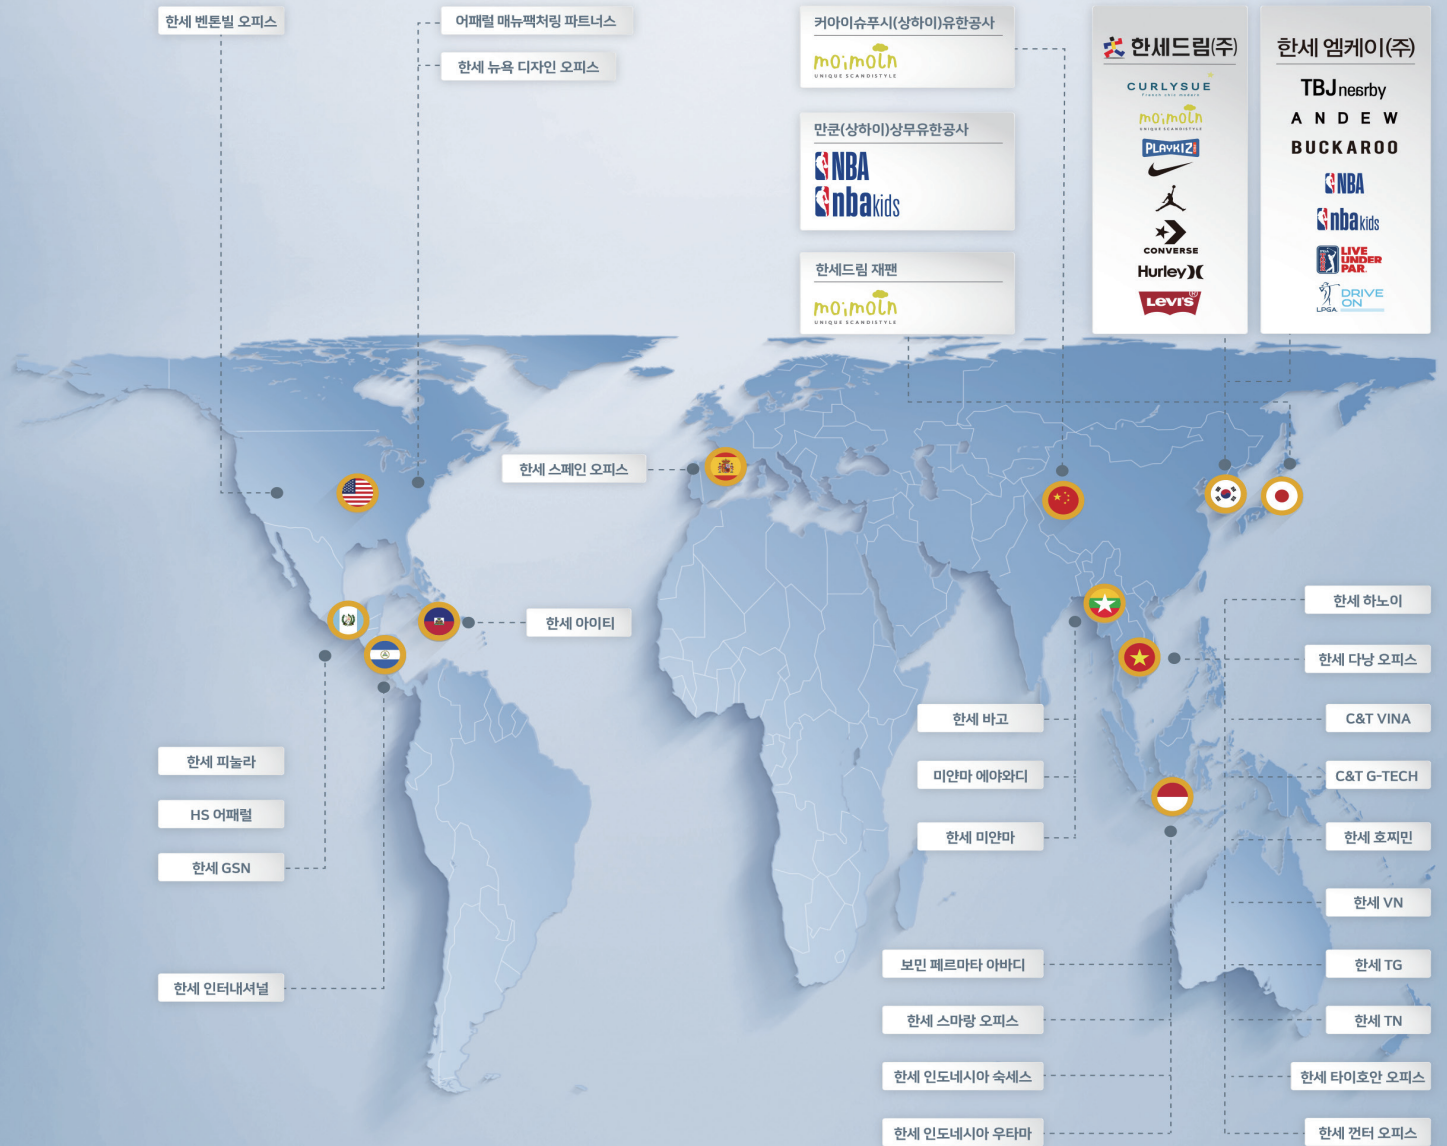 한세 벤톤빌 오피스
어패럴 매뉴팩처링 파트너스
한세 뉴욕 디자인 오피스
커아이슈푸시(상하이)유한공사
moimoln
UNIQUE SCANDISTYLE
만쿤(상하이)상무유한공사
NBA
nbakids
한세드림 재팬
moimoln
UNIQUE SCANDISTYLE
한세드림(주)
CURLYSUE
moimoln
UNIQUE SCANDISTYLE
PLAYKIZ!
CONVERSE
Hurley
LEVI'S
한세 엠케이(주)
TBJ nearby
ANDEW
BUCKAROO
NBA
nbakids
LIVE
UNDER
PAR.
DRIVE
ON
LPGA
한세 스페인 오피스
한세 아이티
한세 피눌라
HS 어패럴
한세 GSN
한세 인터내셔널
한세 바고
미얀마 에야와디
한세 미얀마
보민 페르마타 아바디
한세 스마랑 오피스
한세 인도네시아 숙세스
한세 인도네시아 우타마
한세 하노이
한세 다낭 오피스
C&T VINA
C&T G-TECH
한세 호찌민
한세 VN
한세 TG
한세 TN
한세 타이호안 오피스
한세 껀터 오피스